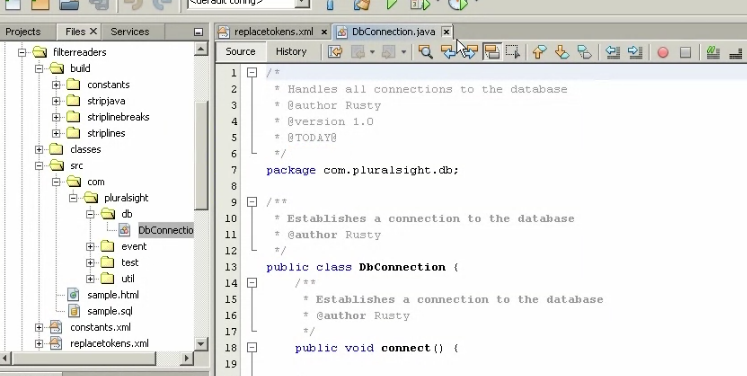 <default config>
Projects
Files
Services
replacetokens.xml
DbConnection.java
Source
History
filterreaders
build
constants
stripjava
striplinebreaks
striplines
classes
src
com
pluralsight
db
DbConnectio
event
test
util
sample.html
sample.sql
constants.xml
replacetokens.xml
1 /*
2 * Handles all connections to the database
3 * @author Rusty
4 * @version 1.0
5 * @TODAY@
6 */
7 package com.pluralsight.db;
8
9 /**
10 * Establishes a connection to the database
11 * @author Rusty
12 */
13 public class DbConnection {
14 /**
15 * Establishes a connection to the database
16 * @author Rusty
17 */
18 public void connect() {
19